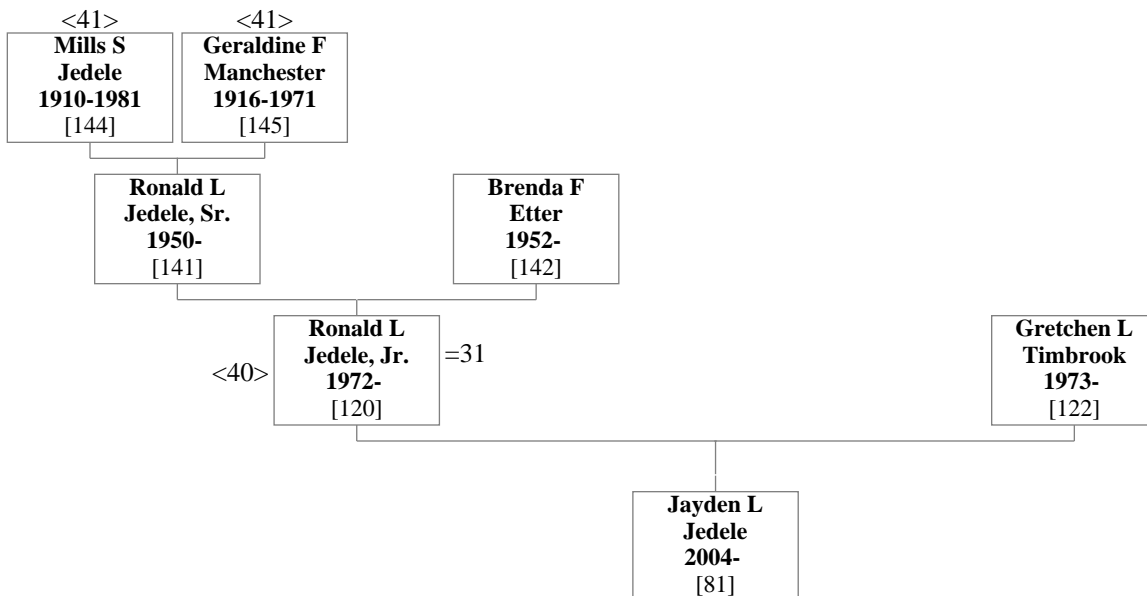 <41>
<41>
Mills S
Jedele
1910-1981
[144]
Geraldine F
Manchester
1916-1971
[145]
Ronald L
Jedele, Sr.
1950-
[141]
Brenda F
Etter
1952-
[142]
<40>
Ronald L
Jedele, Jr.
1972-
[120]
=31
Gretchen L
Timbrook
1973-
[122]
Jayden L
Jedele
2004-
[81]